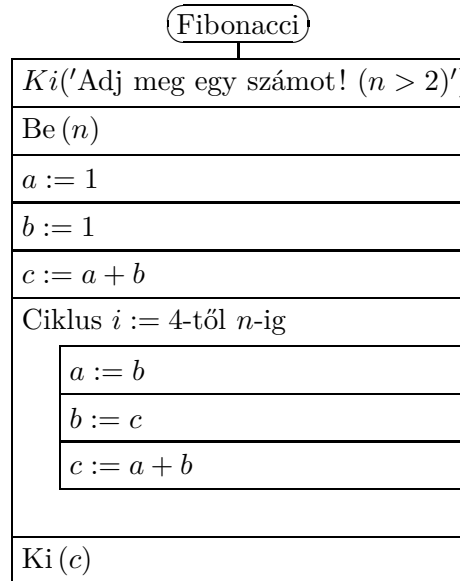 Fibonacci
Ki('Adj meg egy számot! (n > 2)')
Be (n)
a := 1
b := 1
c := a + b
Ciklus i := 4-től n-ig
a := b
b := c
c := a + b
Ki (c)